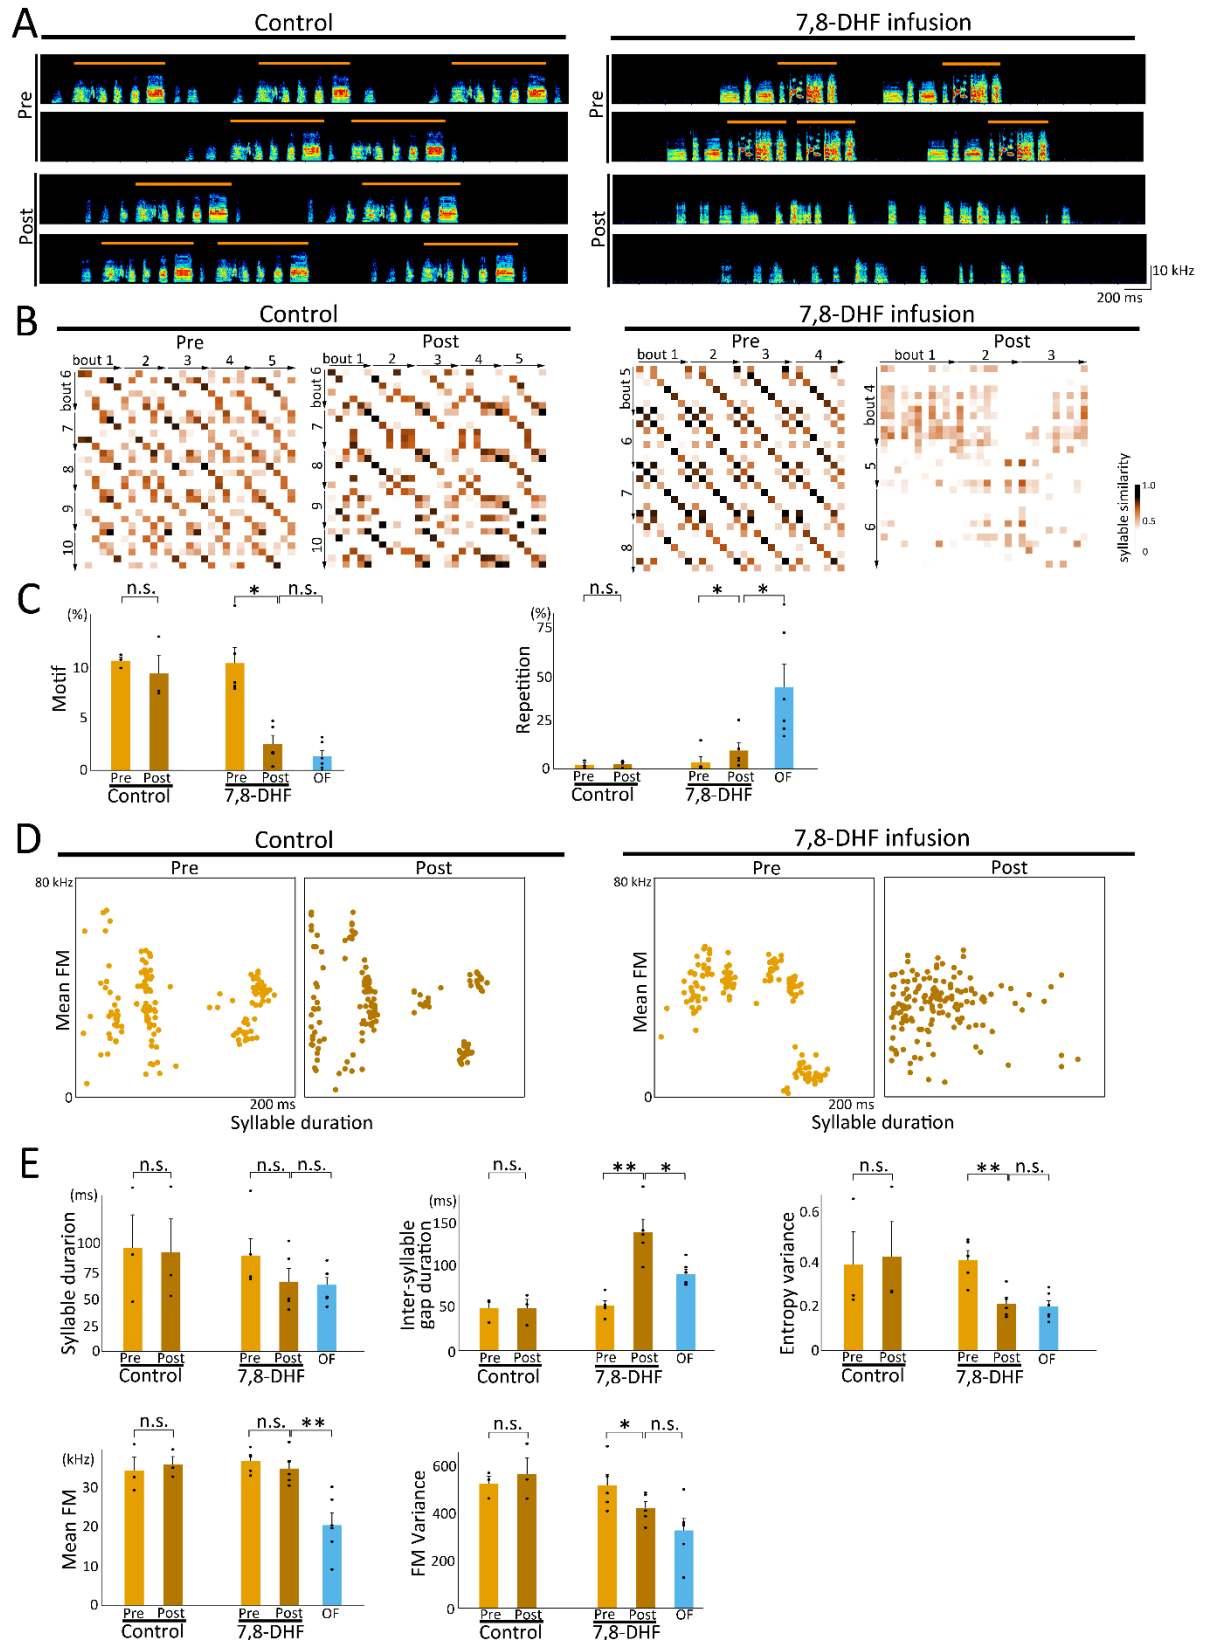 A
Control
7,8-DHF infusion
Pre
Post
Pre
Post
10 kHz
200 ms
B
Control
7,8-DHF infusion
Pre
Post
Pre
Post
bout 1 2 3 4 5
bout 1 2 3 4 5
bout 1 2 3 4
bout 1 2 3
bout 6 7 8 9 10
bout 6 7 8 9 10
bout 5 6 7 8
bout 4 5 6
syllable similarity
1.0
0.5
0
C
n.s.
*
n.s.
(%)
Motif
10
5
0
Pre Post Pre Post OF
Control 7,8-DHF
n.s.
*
*
(%)
Repetition
75
50
25
0
Pre Post Pre Post OF
Control 7,8-DHF
D
Control
7,8-DHF infusion
Pre
Post
Pre
Post
80 kHz
Mean FM
0
200 ms
Syllable duration
80 kHz
Mean FM
0
200 ms
Syllable duration
E
n.s.
n.s.
n.s.
(ms)
Syllable durarion
100
75
50
25
0
Pre Post Pre Post OF
Control 7,8-DHF
n.s.
**
*
(ms)
Inter-syllable
gap duration
150
100
50
0
Pre Post Pre Post OF
Control 7,8-DHF
n.s.
**
n.s.
Entropy variance
0.6
0.4
0.2
0
Pre Post Pre Post OF
Control 7,8-DHF
n.s.
n.s.
**
(kHz)
Mean FM
30
20
10
0
Pre Post Pre Post OF
Control 7,8-DHF
n.s.
*
n.s.
FM Variance
600
400
200
0
Pre Post Pre Post OF
Control 7,8-DHF